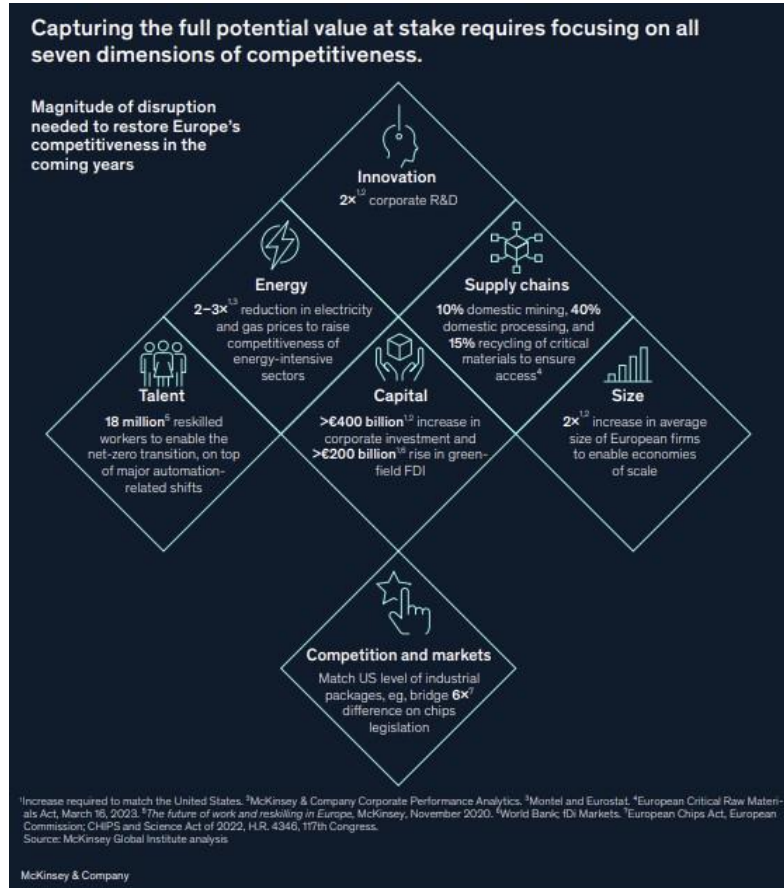 Capturing the full potential value at stake requires focusing on all
seven dimensions of competitiveness.
Magnitude of disruption
needed to restore Europe's
competitiveness in the
coming years
Innovation
2×¹,² corporate R&D
Energy
2–3×¹,³ reduction in electricity
and gas prices to raise
competitiveness of
energy-intensive
sectors
Supply chains
10% domestic mining, 40%
domestic processing, and
15% recycling of critical
materials to ensure
access⁴
Talent
18 million⁵ reskilled
workers to enable the
net-zero transition, on top
of major automation-
related shifts
Capital
>€400 billion¹,² increase in
corporate investment and
>€200 billion¹,⁶ rise in green-
field FDI
Size
2×¹,² increase in average
size of European firms
to enable economies
of scale
Competition and markets
Match US level of industrial
packages, eg, bridge 6×⁷
difference on chips
legislation
¹Increase required to match the United States. ²McKinsey & Company Corporate Performance Analytics. ³Montel and Eurostat. ⁴European Critical Raw Materi-
als Act, March 16, 2023. ⁵The future of work and reskilling in Europe, McKinsey, November 2020. ⁶World Bank; fDi Markets. ⁷European Chips Act, European
Commission; CHIPS and Science Act of 2022, H.R. 4346, 117th Congress.
Source: McKinsey Global Institute analysis
McKinsey & Company